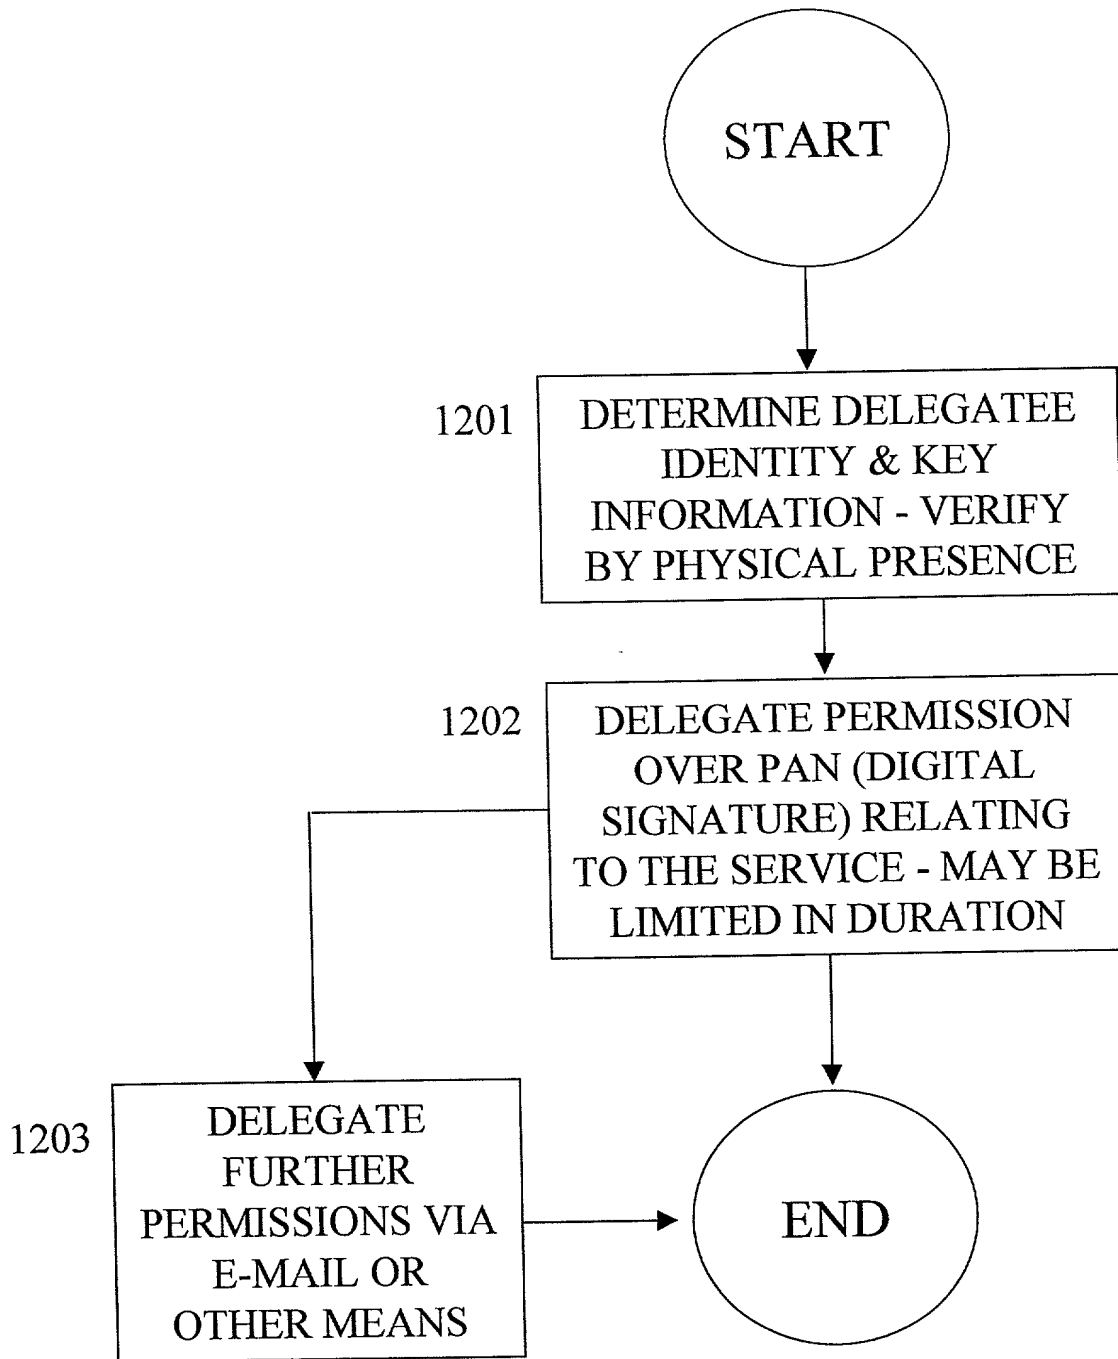 START
1201
DETERMINE DELEGATEE
IDENTITY & KEY
INFORMATION - VERIFY
BY PHYSICAL PRESENCE
1202
DELEGATE PERMISSION
OVER PAN (DIGITAL
SIGNATURE) RELATING
TO THE SERVICE - MAY BE
LIMITED IN DURATION
1203
DELEGATE
FURTHER
PERMISSIONS VIA
E-MAIL OR
OTHER MEANS
END